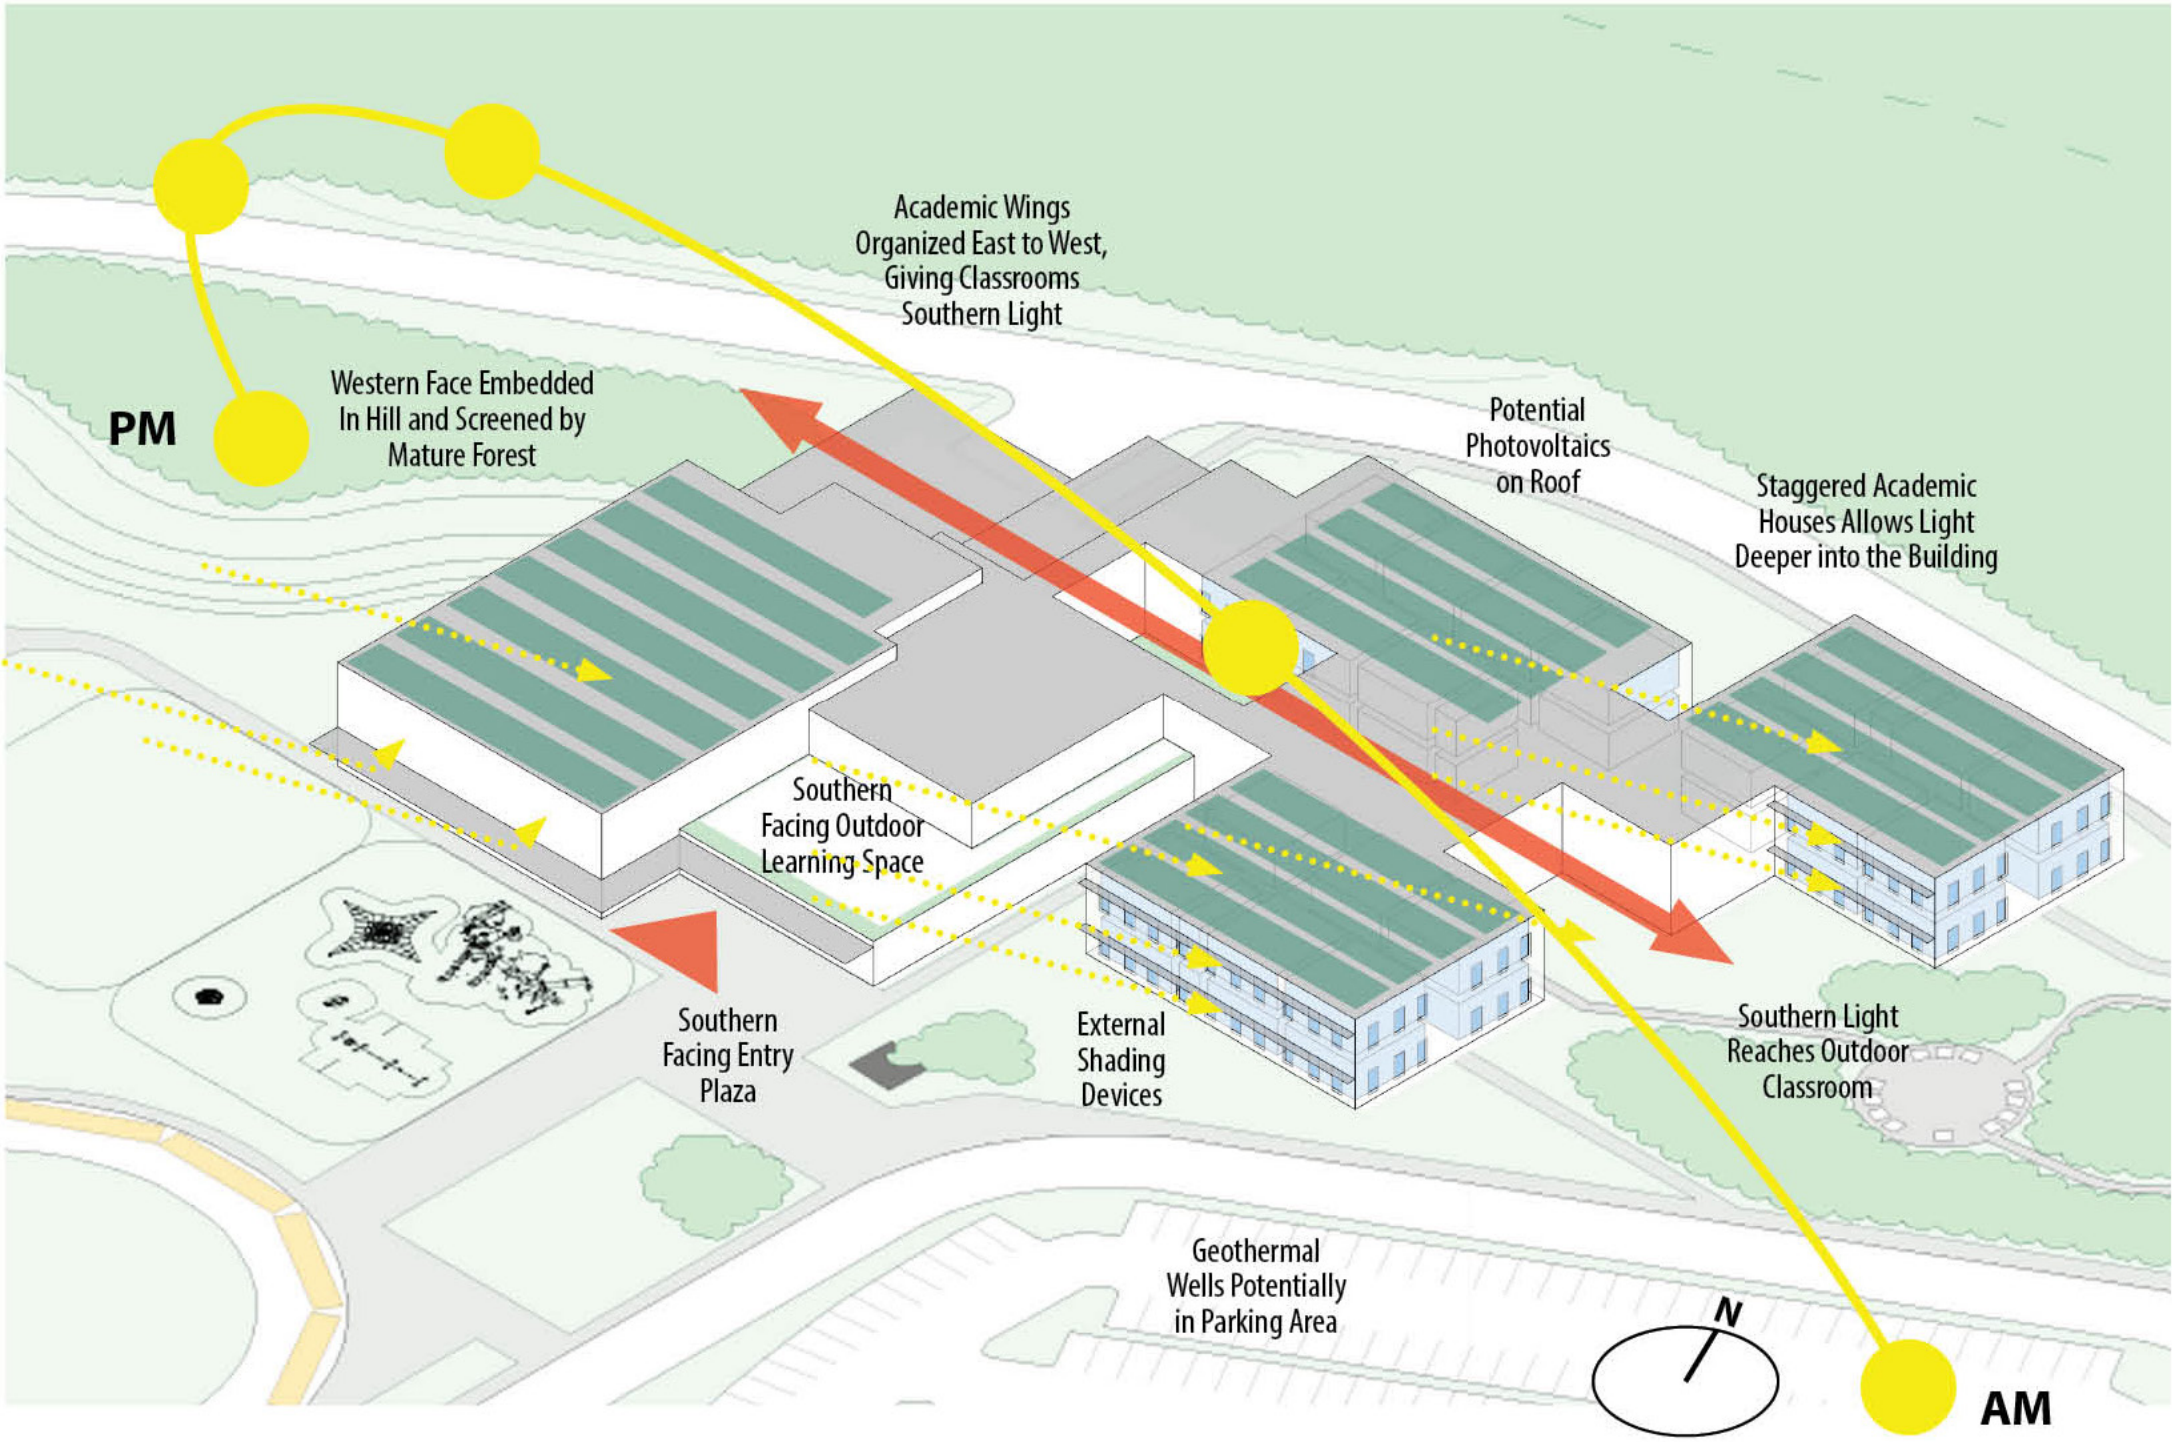 Academic Wings
Organized East to West,
Giving Classrooms
Southern Light
Western Face Embedded
In Hill and Screened by
Mature Forest
PM
Potential
Photovoltaics
on Roof
Staggered Academic
Houses Allows Light
Deeper into the Building
Southern
Facing Outdoor
Learning Space
Southern
Facing Entry
Plaza
External
Shading
Devices
Southern Light
Reaches Outdoor
Classroom
Geothermal
Wells Potentially
in Parking Area
N
AM